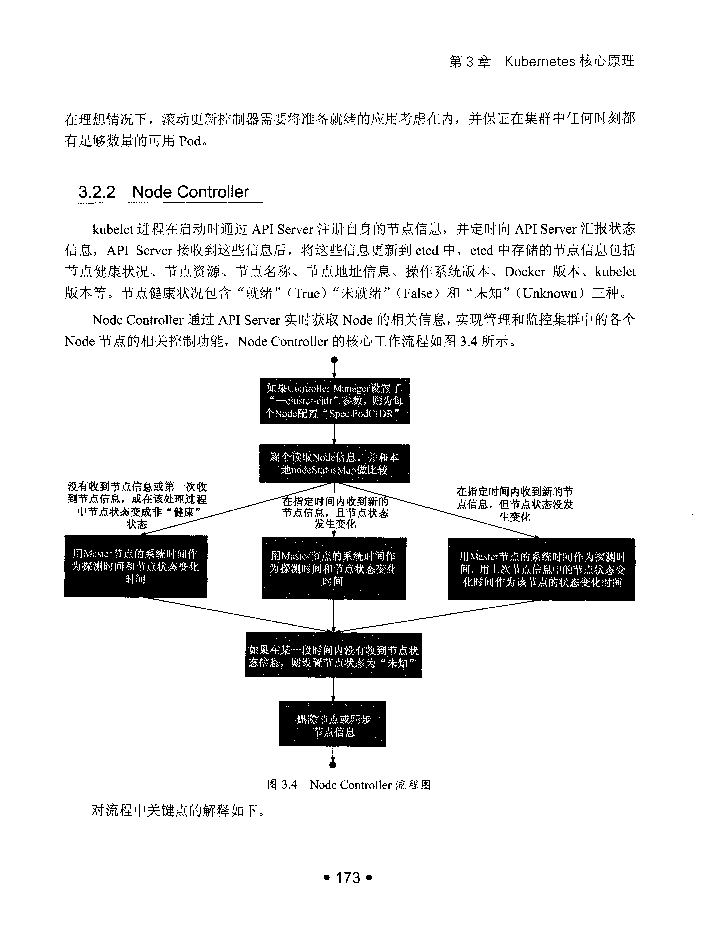 第 3 章 Kubernetes 核心原理
在理想情况下，滚动更新控制器需要将准备就绪的应用考虑在内，并保证在集群中任何时刻都
有足够数量的可用 Pod。
3.2.2 Node Controller
kubelet 进程在启动时通过 API Server 注册自身的节点信息，并定时向 API Server 汇报状态
信息，API Server 接收到这些信息后，将这些信息更新到 etcd 中，etcd 中存储的节点信息包括
节点健康状况、节点资源、节点名称、节点地址信息、操作系统版本、Docker 版本、kubelet
版本等。节点健康状况包含“就绪”（True）“未就绪”（False）和“未知”（Unknown）三种。
Node Controller 通过 API Server 实时获取 Node 的相关信息，实现管理和监控集群中的各个
Node 节点的相关控制功能，Node Controller 的核心工作流程如图 3.4 所示。
如果Controller Manager设置了
“—cluster-cidr”参数，则为每
个Node配置“Spec.PodCIDR”
逐个读取Node信息，并和本
地nodeStatusMap做比较
没有收到节点信息或第一次收
到节点信息，或在该处理过程
中节点状态变成非“健康”
状态
在指定时间内收到新的
节点信息，且节点状态
发生变化
在指定时间内收到新的节
点信息，但节点状态没发
生变化
用Master节点的系统时间作
为探测时间和节点状态变化
时间
用Master节点的系统时间作
为探测时间和节点状态变化
时间
用Master节点的系统时间作为探测时
间，用上次节点信息中的节点状态变
化时间作为该节点的状态变化时间
如果在某一段时间内没有收到节点状
态信息，则设置节点状态为“未知”
删除节点或同步
节点信息
图 3.4 Node Controller 流程图
对流程中关键点的解释如下。
• 173 •